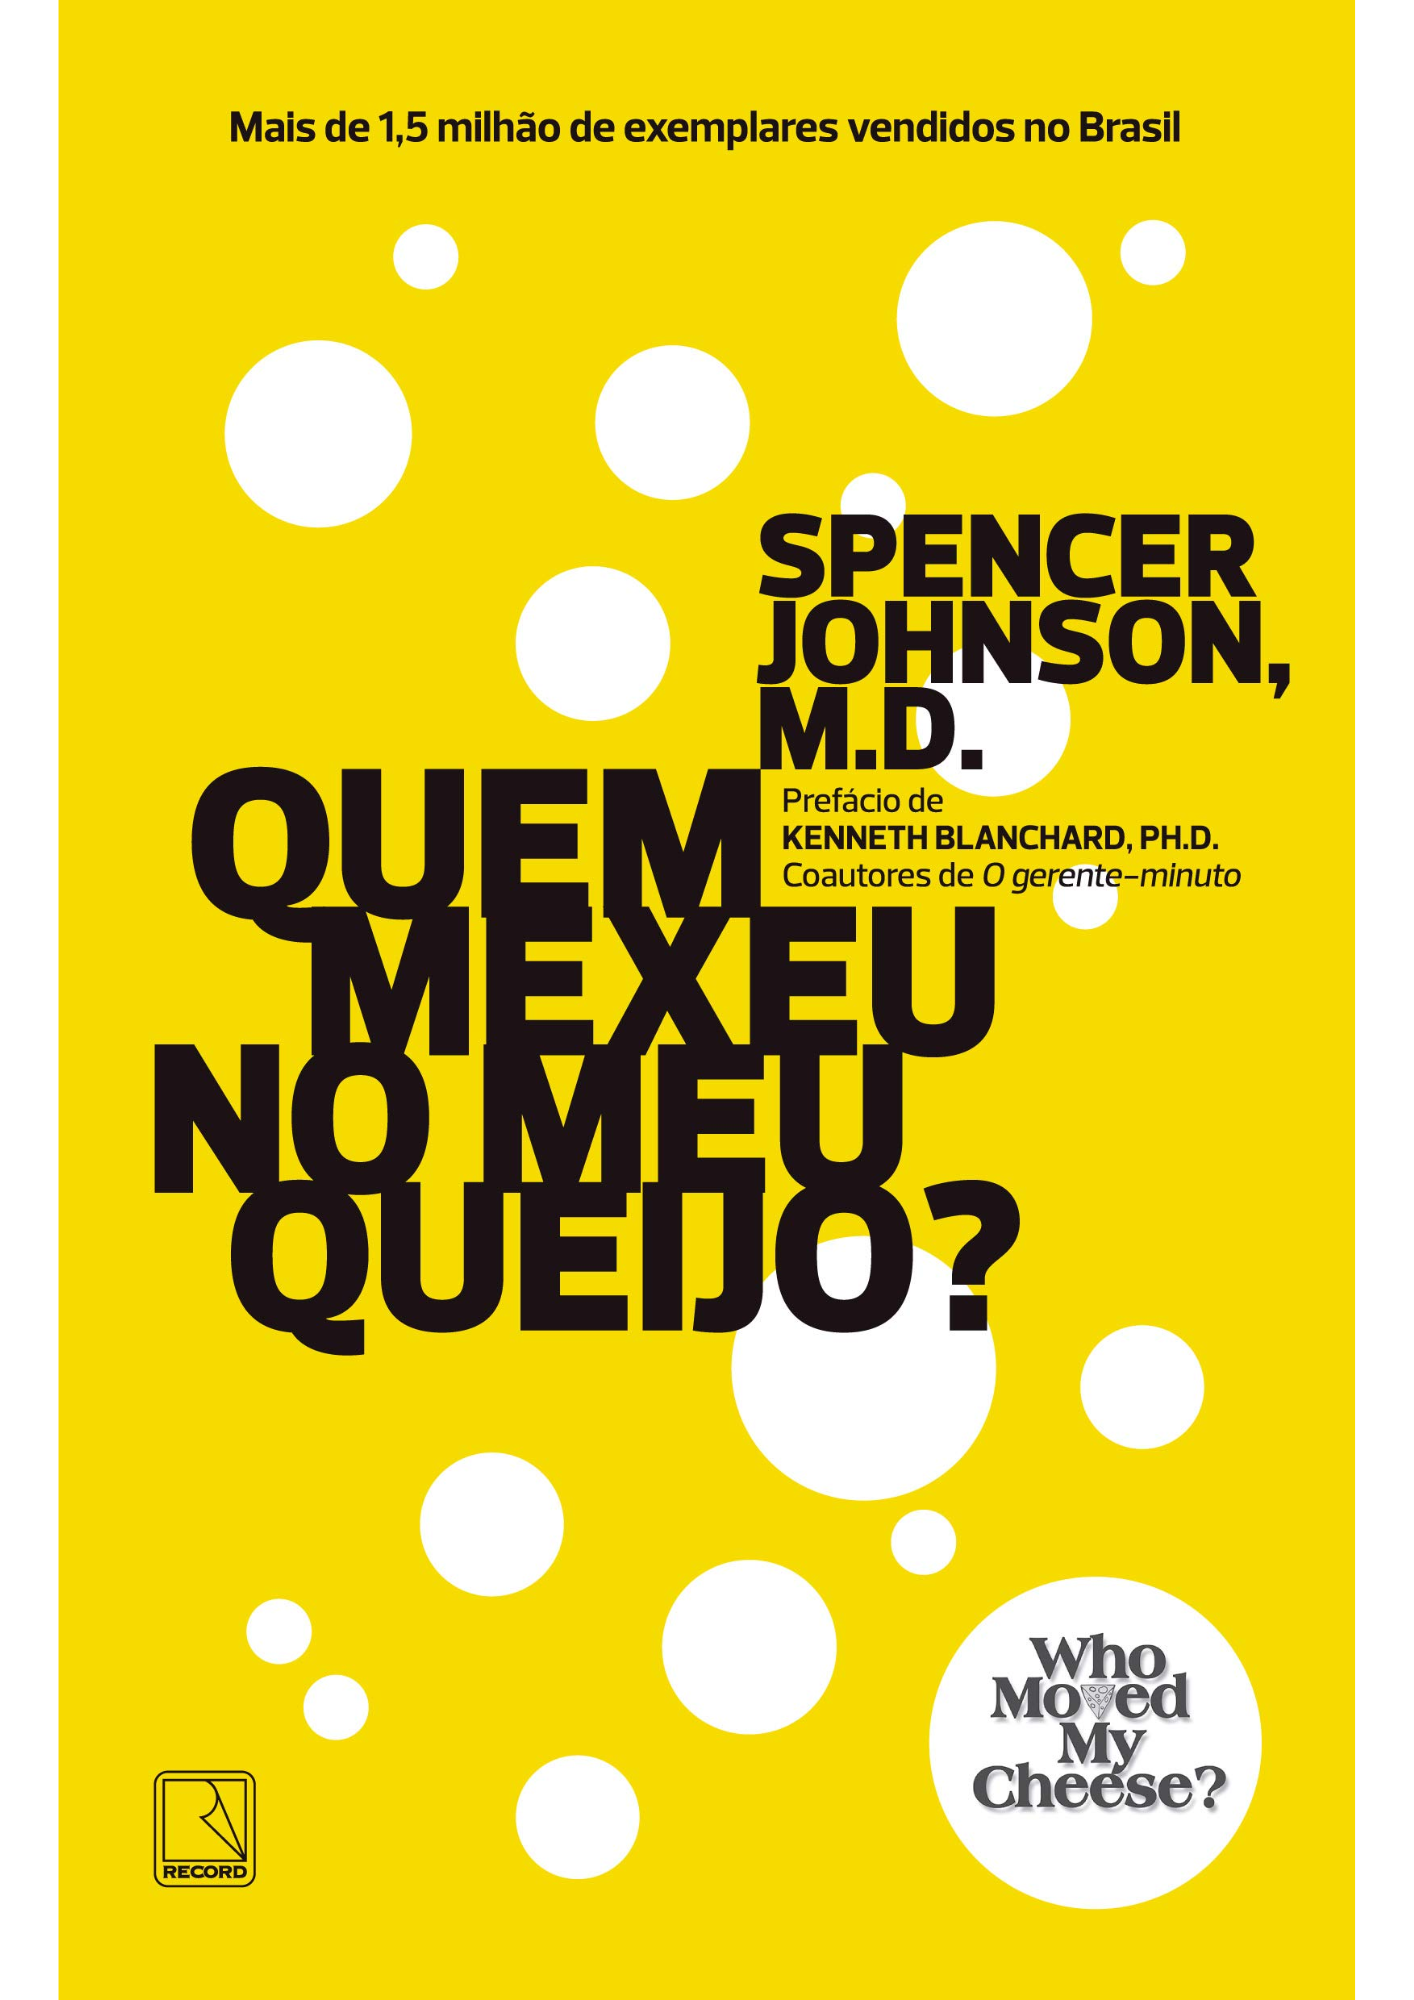 Mais de 1,5 milhão de exemplares vendidos no Brasil
SPENCER
JOHNSON,
M.D.
Prefácio de
KENNETH BLANCHARD, PH.D.
Coautores de O gerente-minuto
QUEM
MEXEU
NO MEU
QUEIJO?
Who
Moved
My
Cheese?
RECORD